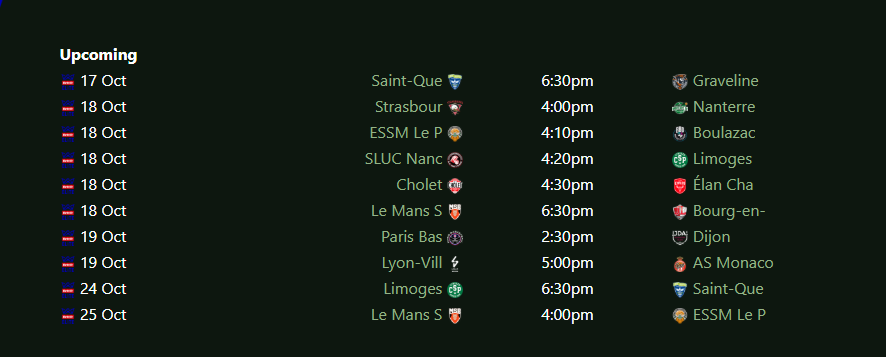 Upcoming
17 Oct Saint-Que 6:30pm Graveline
18 Oct Strasbour 4:00pm Nanterre
18 Oct ESSM Le P 4:10pm Boulazac
18 Oct SLUC Nanc 4:20pm Limoges
18 Oct Cholet 4:30pm Élan Cha
18 Oct Le Mans S 6:30pm Bourg-en-
19 Oct Paris Bas 2:30pm Dijon
19 Oct Lyon-Vill 5:00pm AS Monaco
24 Oct Limoges 6:30pm Saint-Que
25 Oct Le Mans S 4:00pm ESSM Le P